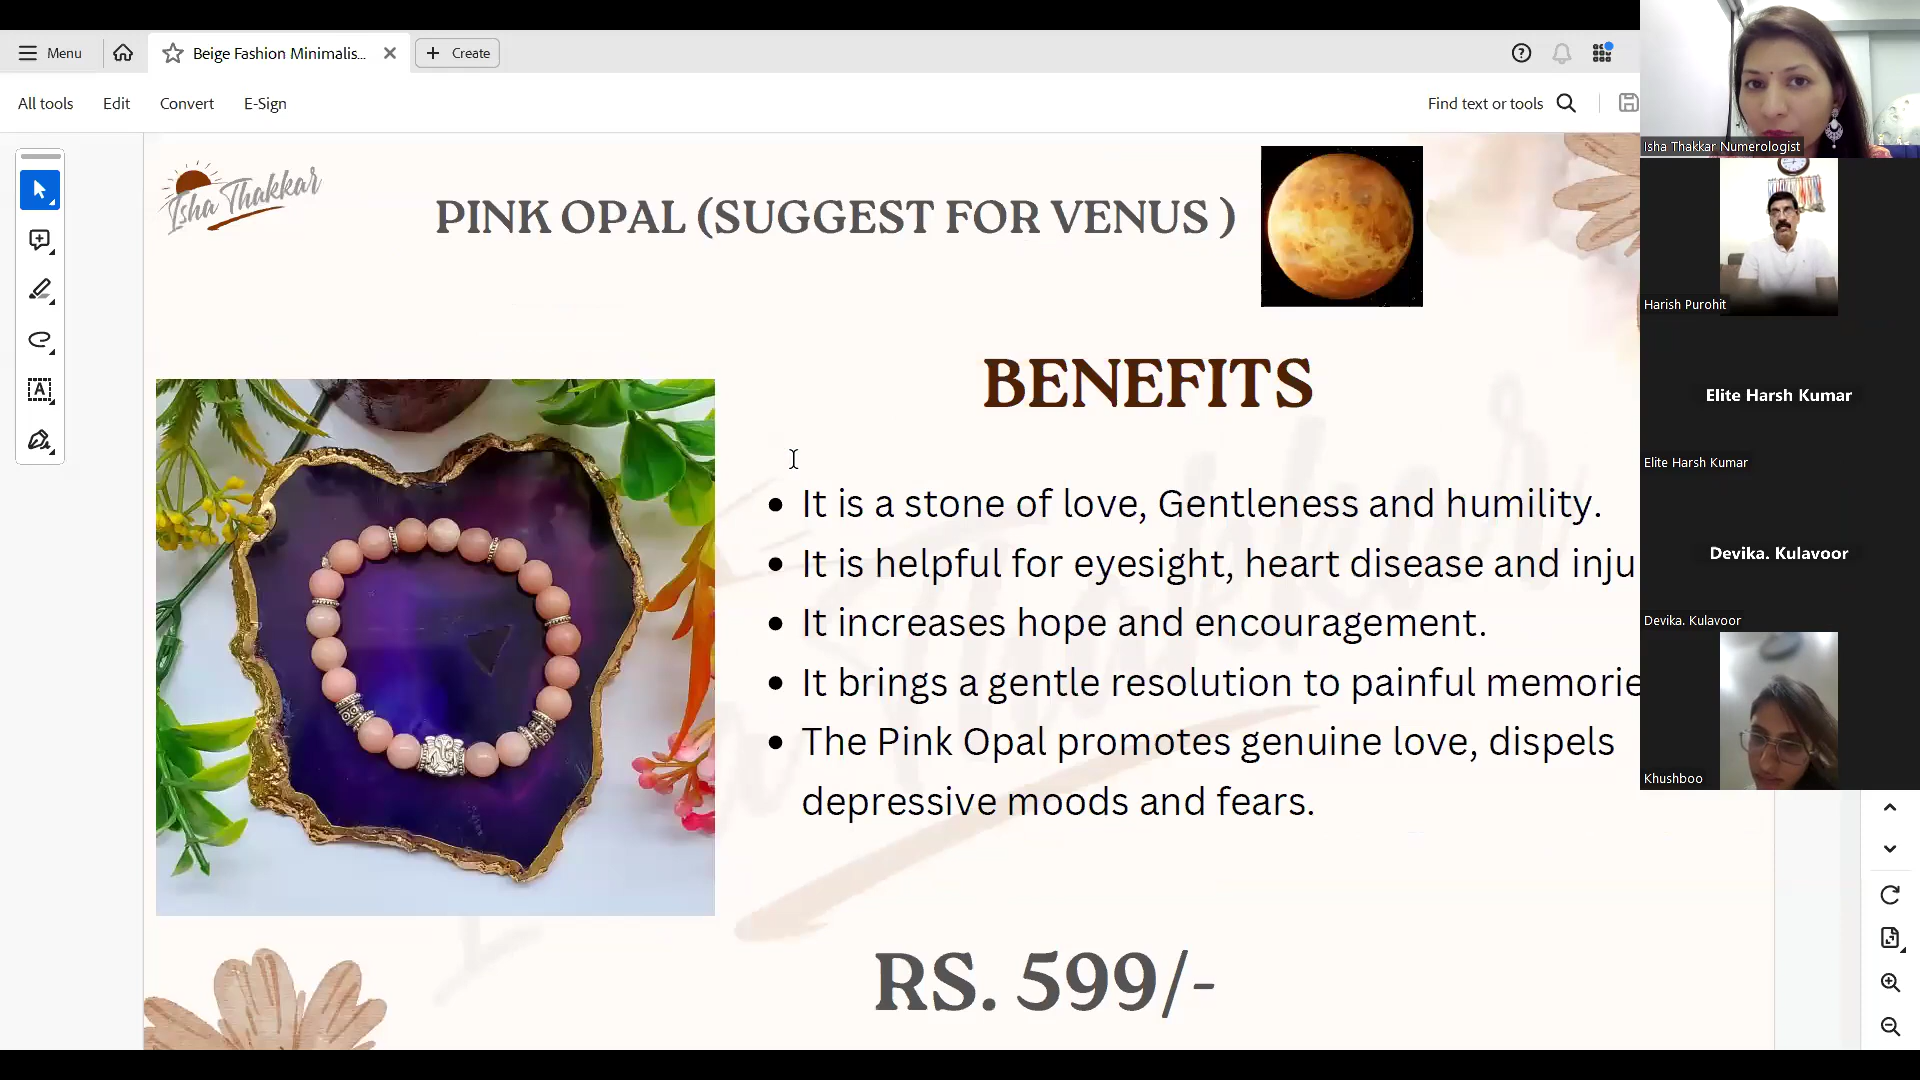 Menu
Beige Fashion Minimalis...
Create
All tools
Edit
Convert
E-Sign
Find text or tools
Isha Thakkar
PINK OPAL (SUGGEST FOR VENUS )
BENEFITS
• It is a stone of love, Gentleness and humility.
• It is helpful for eyesight, heart disease and inju
• It increases hope and encouragement.
• It brings a gentle resolution to painful memorie
• The Pink Opal promotes genuine love, dispels
depressive moods and fears.
RS. 599/-
Isha Thakkar Numerologist
Harish Purohit
Elite Harsh Kumar
Elite Harsh Kumar
Devika. Kulavoor
Devika. Kulavoor
Khushboo